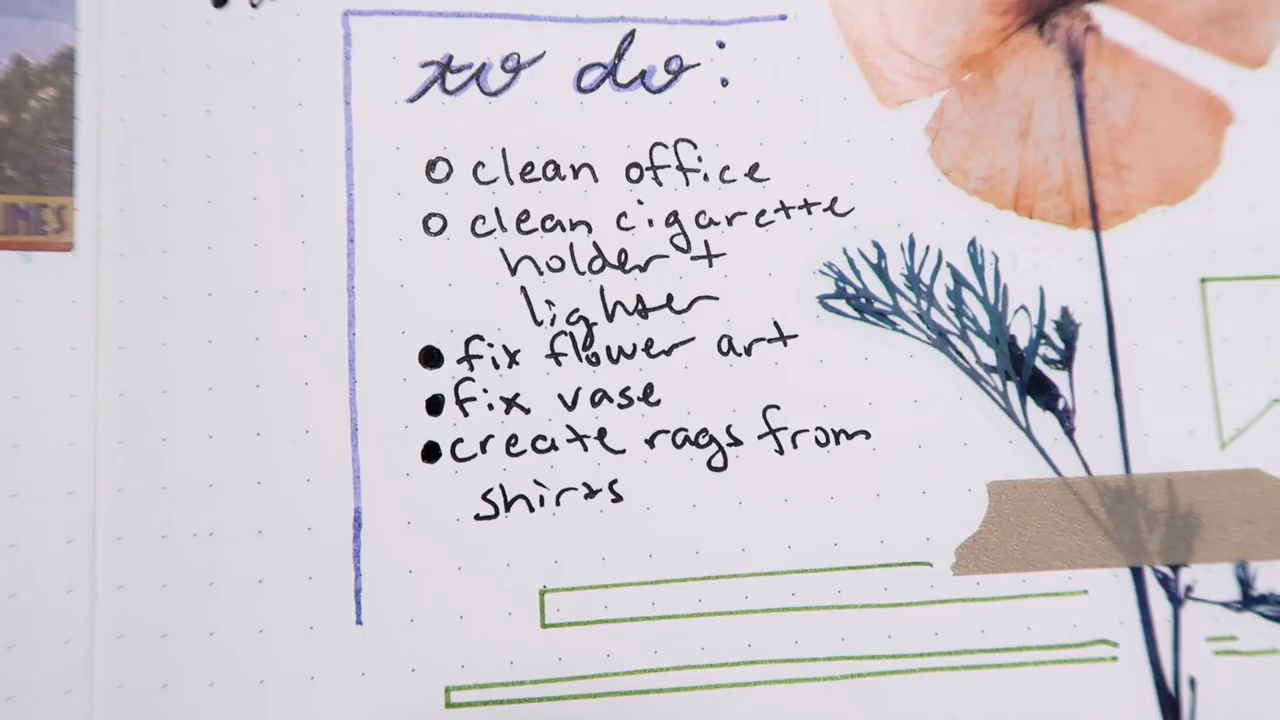 to do:
clean office
clean cigarette
holder +
lighter
fix flower art
fix vase
create rags from
shirts